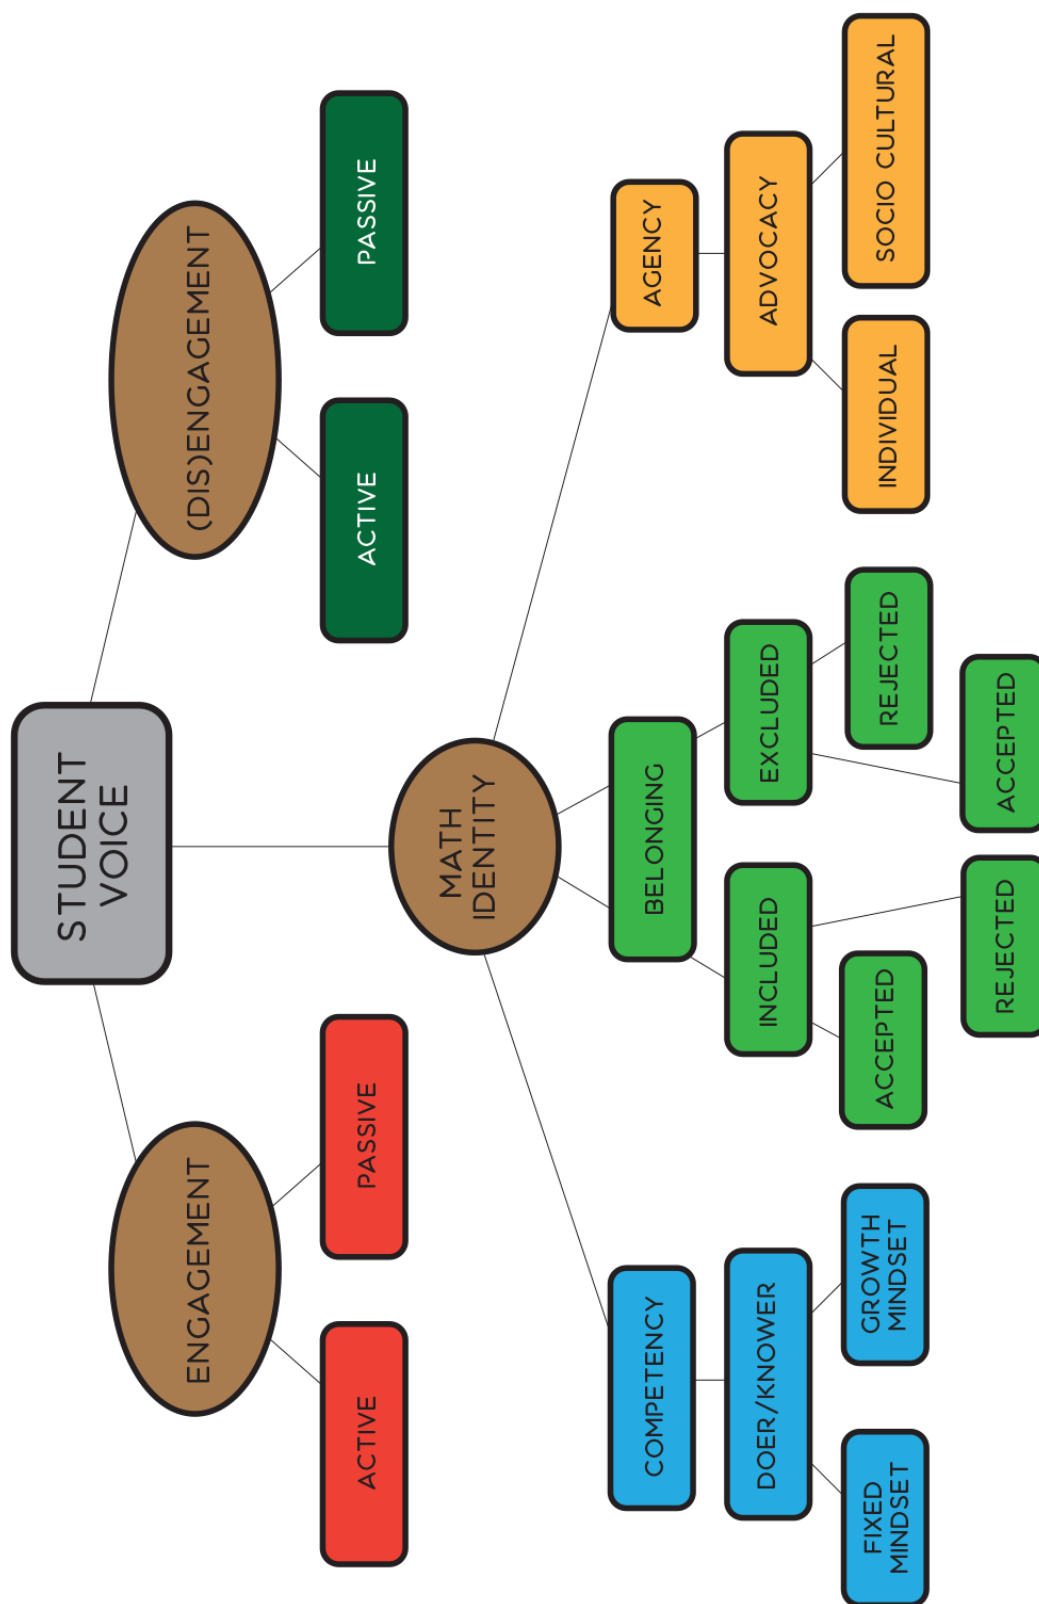 STUDENT
VOICE
ENGAGEMENT
(DIS)ENGAGEMENT
ACTIVE
PASSIVE
ACTIVE
PASSIVE
MATH
IDENTITY
COMPETENCY
BELONGING
AGENCY
DOER/KNOWER
INCLUDED
EXCLUDED
ADVOCACY
FIXED
MINDSET
GROWTH
MINDSET
ACCEPTED
REJECTED
INDIVIDUAL
SOCIO CULTURAL
REJECTED
ACCEPTED